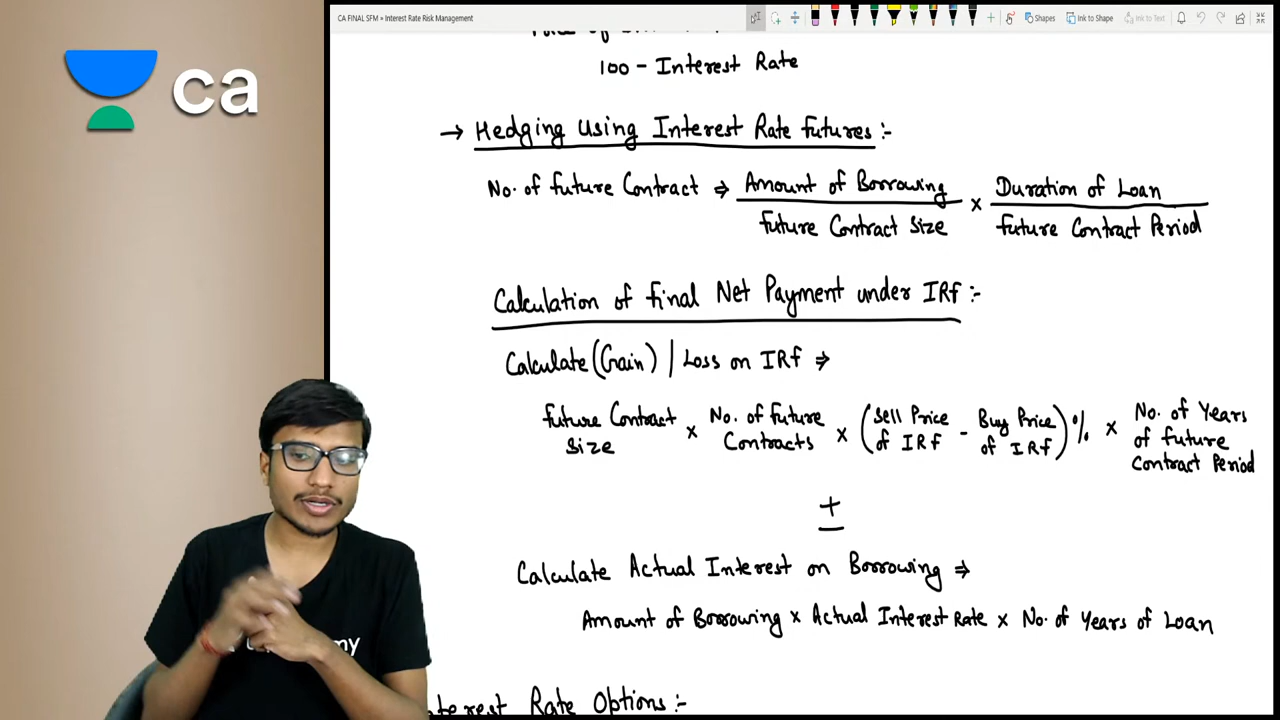 CA FINAL SFM » Interest Rate Risk Management
Shapes
Ink to Shape
Ink to Text
ca
100 - Interest Rate
→ Hedging Using Interest Rate Futures :-
No. of Future Contract ⇒ Amount of Borrowing / Future Contract Size × Duration of Loan / Future Contract Period
Calculation of Final Net Payment under IRF :-
Calculate (Gain) | Loss on IRF ⇒
Future Contract Size × No. of Future Contracts × (Sell Price of IRF - Buy Price of IRF) % × No. of Years of Future Contract Period
±
Calculate Actual Interest on Borrowing ⇒
Amount of Borrowing × Actual Interest Rate × No. of Years of Loan
Rate Options :-